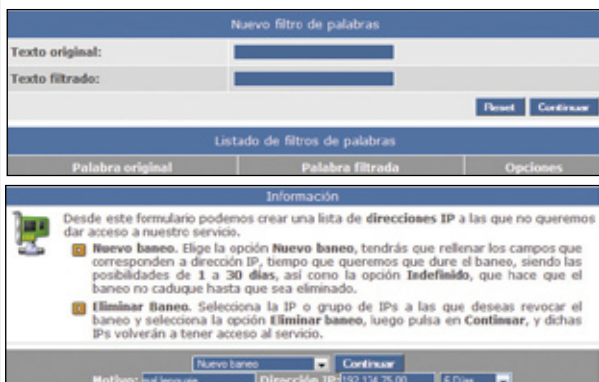 Nuevo filtro de palabras
Texto original:
Texto filtrado:
Reset Continuar
Listado de filtros de palabras
Palabra original Palabra filtrada Opciones
Información
Desde este formulario podemos crear una lista de direcciones IP a las que no queremos
dar acceso a nuestro servicio.
Nuevo baneo. Elige la opción Nuevo baneo, tendrás que rellenar los campos que
corresponden a dirección IP, tiempo que queremos que dure el baneo, siendo las
posibilidades de 1 a 30 días, así como la opción Indefinido, que hace que el
baneo no caduque hasta que sea eliminado.
Eliminar Baneo. Selecciona la IP o grupo de IPs a las que deseas revocar el
baneo y selecciona la opción Eliminar baneo, luego pulsa en Continuar, y dichas
IPs volverán a tener acceso al servicio.
Nuevo baneo Continuar
Motivo: mal lenguaje Dirección IP: 192.134.75.00 5 Días